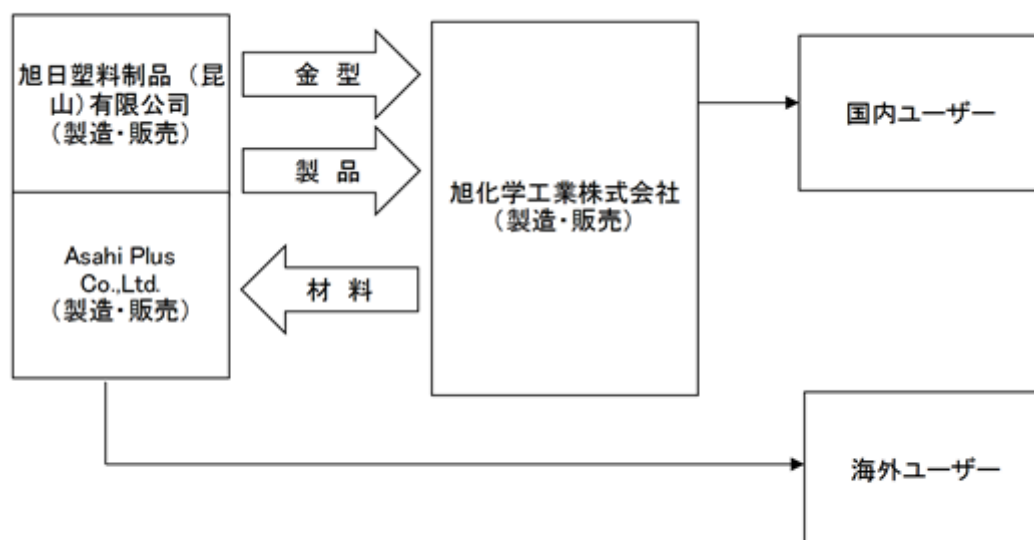 旭日塑料制品（昆
山）有限公司
（製造・販売）
Asahi Plus
Co.,Ltd.
（製造・販売）
金 型
製 品
材 料
旭化学工業株式会社
（製造・販売）
国内ユーザー
海外ユーザー